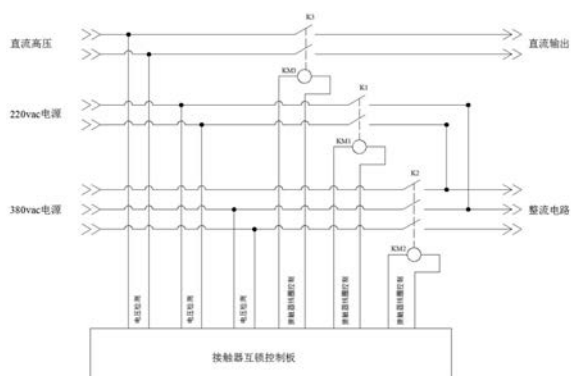 K3
直流高压
直流输出
KM3
K1
220vac电源
KM1
K2
380vac电源
整流电路
KM2
电压检测
电压检测
电压检测
接触器线圈控制
接触器线圈控制
接触器线圈控制
接触器互锁控制板